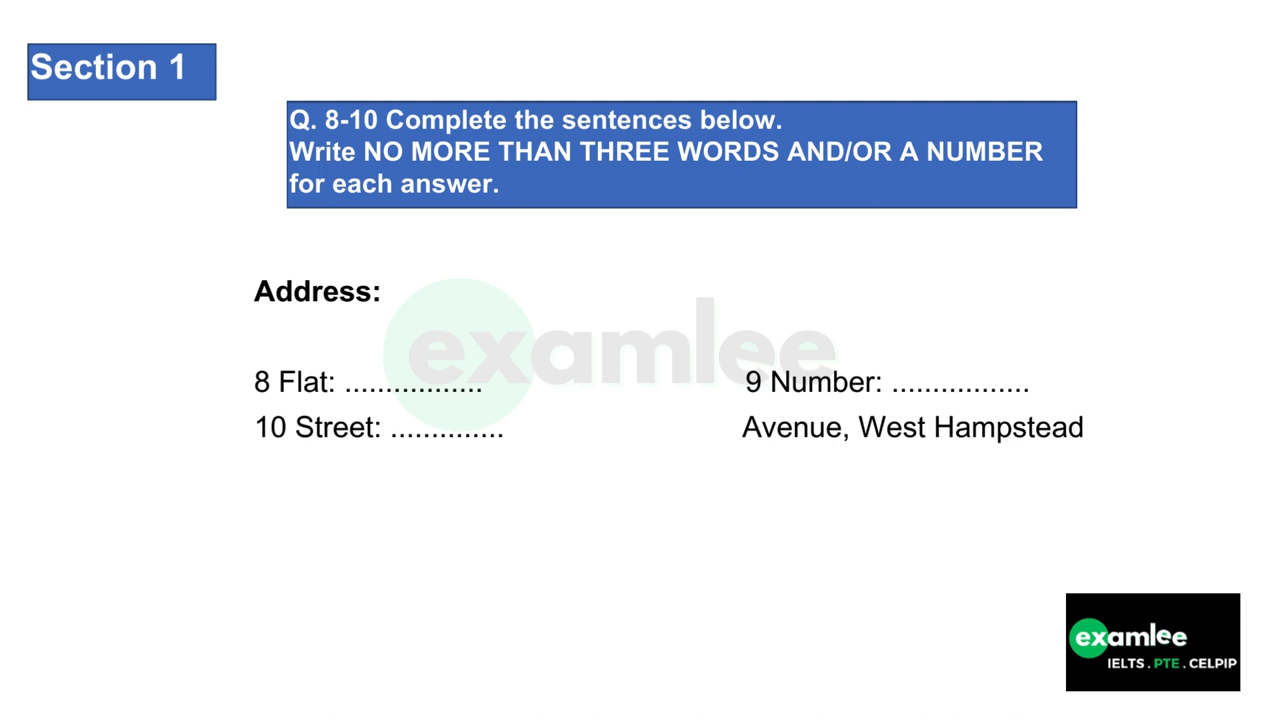 Section 1
Q. 8-10 Complete the sentences below.
Write NO MORE THAN THREE WORDS AND/OR A NUMBER
for each answer.
Address:
examlee
8 Flat: ................. 9 Number: .................
10 Street: .............. Avenue, West Hampstead
examlee
IELTS . PTE . CELPIP